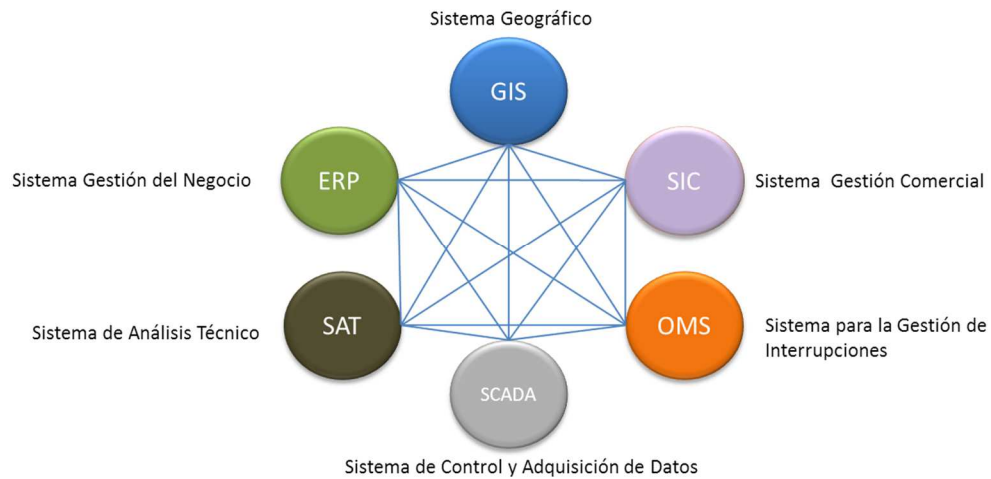 Sistema Geográfico
GIS
ERP
SIC
Sistema Gestión del Negocio
Sistema Gestión Comercial
SAT
OMS
Sistema de Análisis Técnico
Sistema para la Gestión de
Interrupciones
SCADA
Sistema de Control y Adquisición de Datos